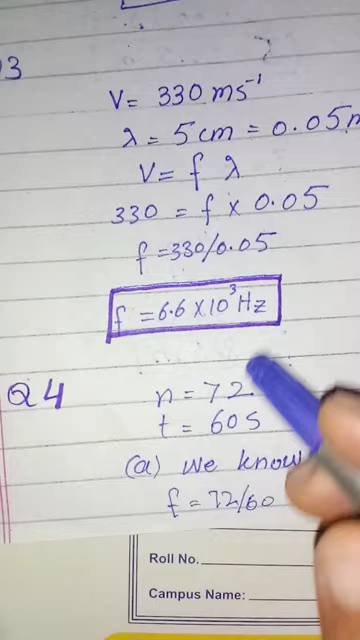 03
V = 330 ms⁻¹
λ = 5 cm = 0.05 m
V = f λ
330 = f × 0.05
f = 330/0.05
f = 6.6 × 10³ Hz
Q4
n = 72
t = 60 S
(a) we know
f = 72/60
Roll No.
Campus Name: